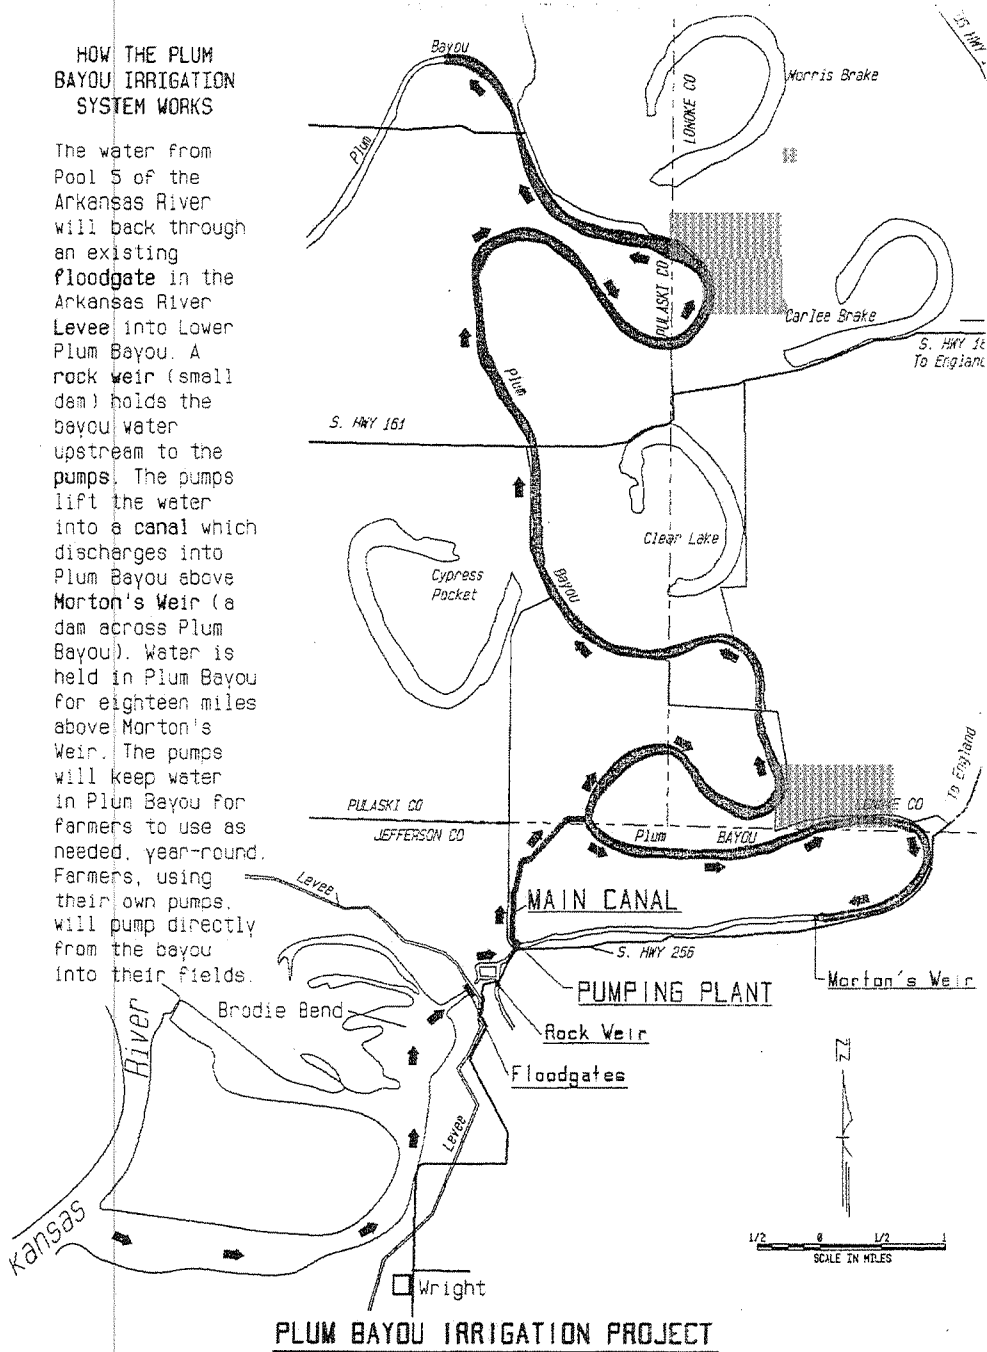 HOW THE PLUM
BAYOU IRRIGATION
SYSTEM WORKS
The water from
Pool 5 of the
Arkansas River
will back through
an existing
floodgate in the
Arkansas River
Levee into Lower
Plum Bayou. A
rock weir (small
dam) holds the
bayou water
upstream to the
pumps. The pumps
lift the water
into a canal which
discharges into
Plum Bayou above
Morton's Weir (a
dam across Plum
Bayou). Water is
held in Plum Bayou
for eighteen miles
above Morton's
Weir. The pumps
will keep water
in Plum Bayou for
farmers to use as
needed, year-round.
Farmers, using
their own pumps,
will pump directly
from the bayou
into their fields.
US HWY
Bayou
Plum
Morris Brake
LONOKE CO
PULASKI CO
Carlee Brake
S. HWY 16
To England
Plum
S. HWY 161
Clear Lake
Cypress
Pocket
Bayou
To England
PULASKI CO
JEFFERSON CO
LONOKE CO
Plum BAYOU
Levee
MAIN CANAL
S. HWY 256
Morton's Weir
PUMPING PLANT
Brodie Bend
Rock Weir
Floodgates
River
Levee
Kansas
N
1/2 0 1/2 1
SCALE IN MILES
Wright
PLUM BAYOU IRRIGATION PROJECT